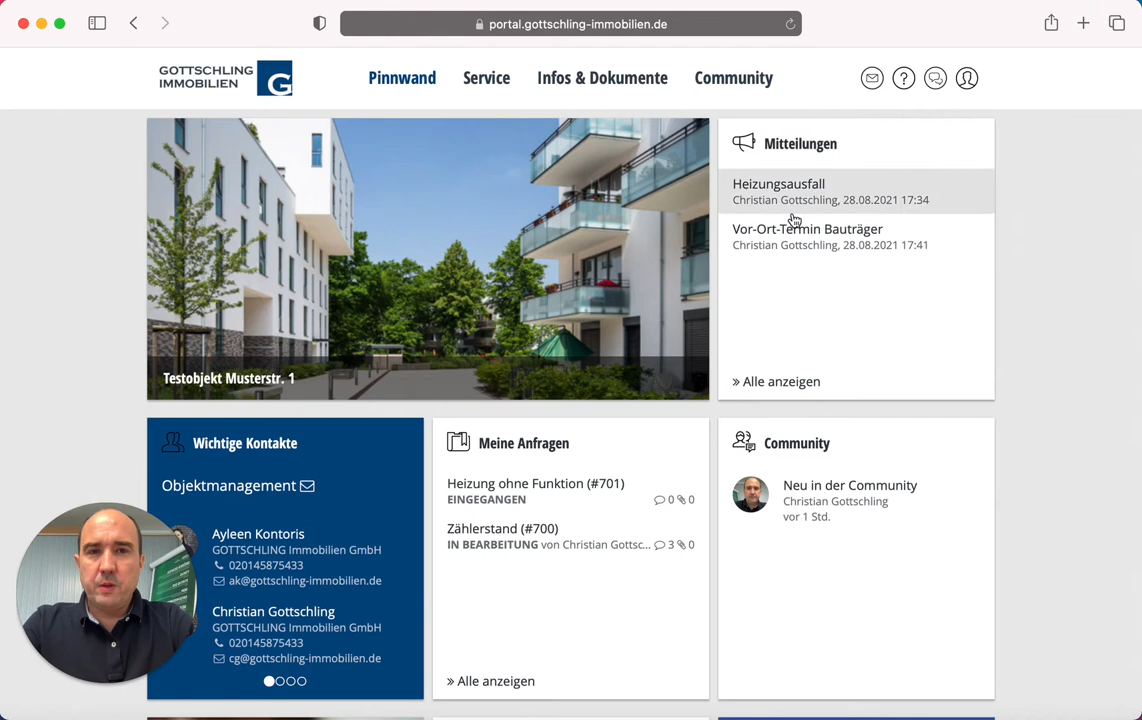 portal.gottschling-immobilien.de
GOTTSCHLING
IMMOBILIEN
G
Pinnwand
Service
Infos & Dokumente
Community
?
Testobjekt Musterstr. 1
Mitteilungen
Heizungsausfall
Christian Gottschling, 28.08.2021 17:34
Vor-Ort-Termin Bauträger
Christian Gottschling, 28.08.2021 17:41
» Alle anzeigen
Wichtige Kontakte
Objektmanagement
Ayleen Kontoris
GOTTSCHLING Immobilien GmbH
020145875433
ak@gottschling-immobilien.de
Christian Gottschling
GOTTSCHLING Immobilien GmbH
020145875433
cg@gottschling-immobilien.de
Meine Anfragen
Heizung ohne Funktion (#701)
EINGEGANGEN 0 0
Zählerstand (#700)
IN BEARBEITUNG von Christian Gottsc... 3 0
» Alle anzeigen
Community
Neu in der Community
Christian Gottschling
vor 1 Std.